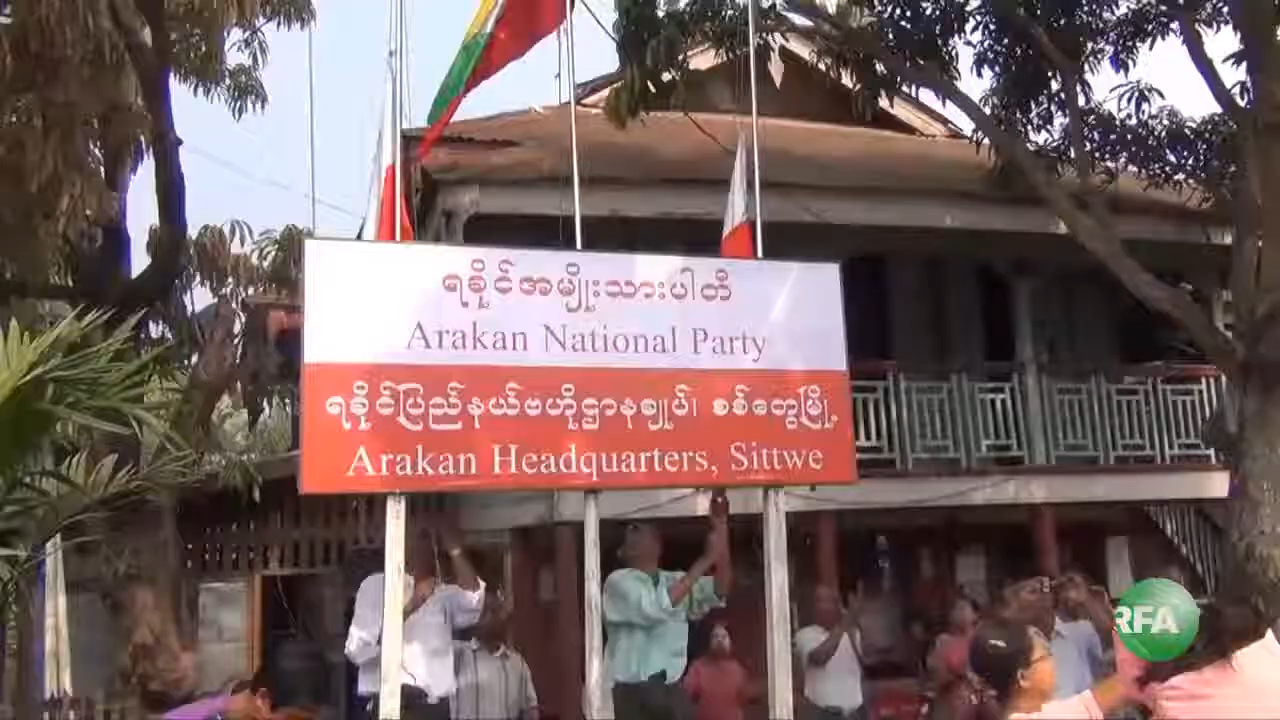 ရခိုင်အမျိုးသားပါတီ
Arakan National Party
ရခိုင်ပြည်နယ်ဗဟိုဌာနချုပ်၊ စစ်တွေမြို့
Arakan Headquarters, Sittwe
RFA